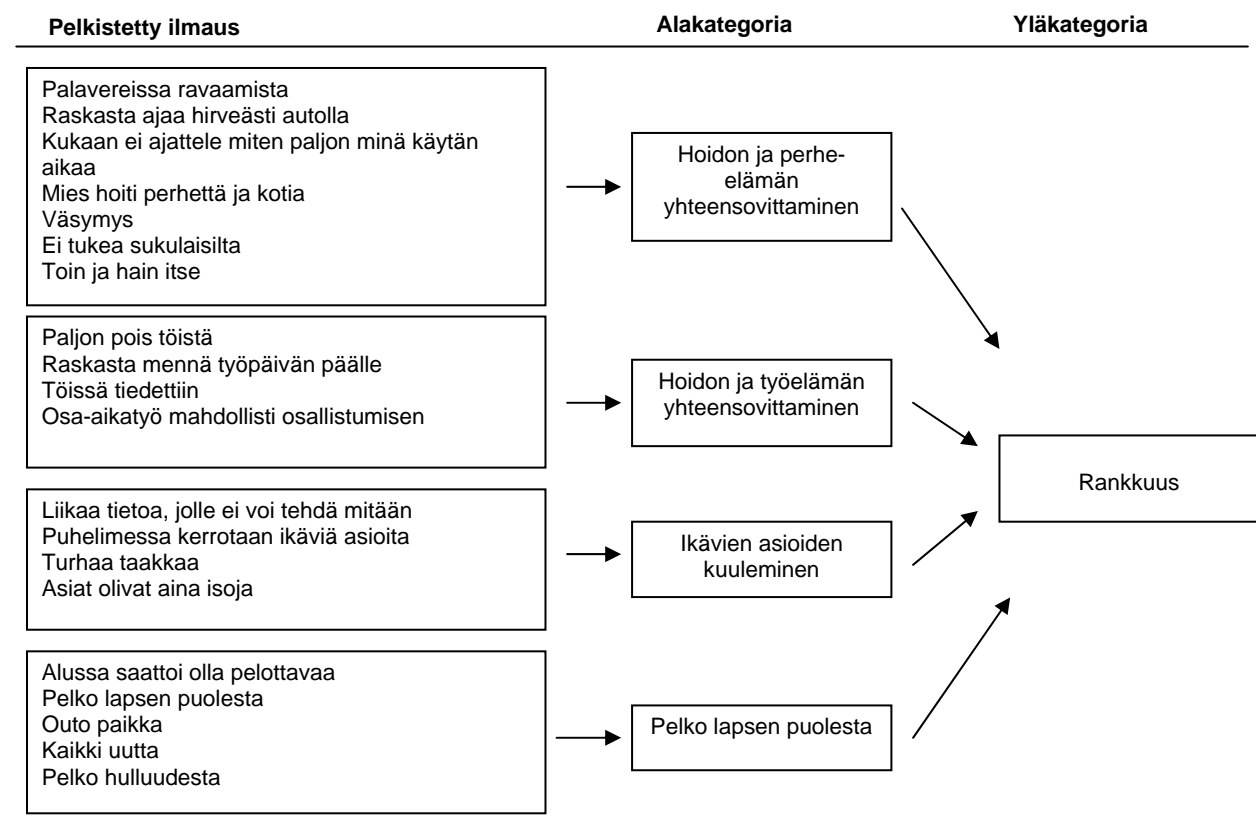 Pelkistetty ilmaus Alakategoria Yläkategoria
Palavereissa ravaamista
Raskasta ajaa hirveästi autolla
Kukaan ei ajattele miten paljon minä käytän
aikaa
Mies hoiti perhettä ja kotia
Väsymys
Ei tukea sukulaisilta
Toin ja hain itse
Hoidon ja perhe-
elämän
yhteensovittaminen
Paljon pois töistä
Raskasta mennä työpäivän päälle
Töissä tiedettiin
Osa-aikatyö mahdollisti osallistumisen
Hoidon ja työelämän
yhteensovittaminen
Liikaa tietoa, jolle ei voi tehdä mitään
Puhelimessa kerrotaan ikäviä asioita
Turhaa taakkaa
Asiat olivat aina isoja
Ikävien asioiden
kuuleminen
Alussa saattoi olla pelottavaa
Pelko lapsen puolesta
Outo paikka
Kaikki uutta
Pelko hulluudesta
Pelko lapsen puolesta
Rankkuus